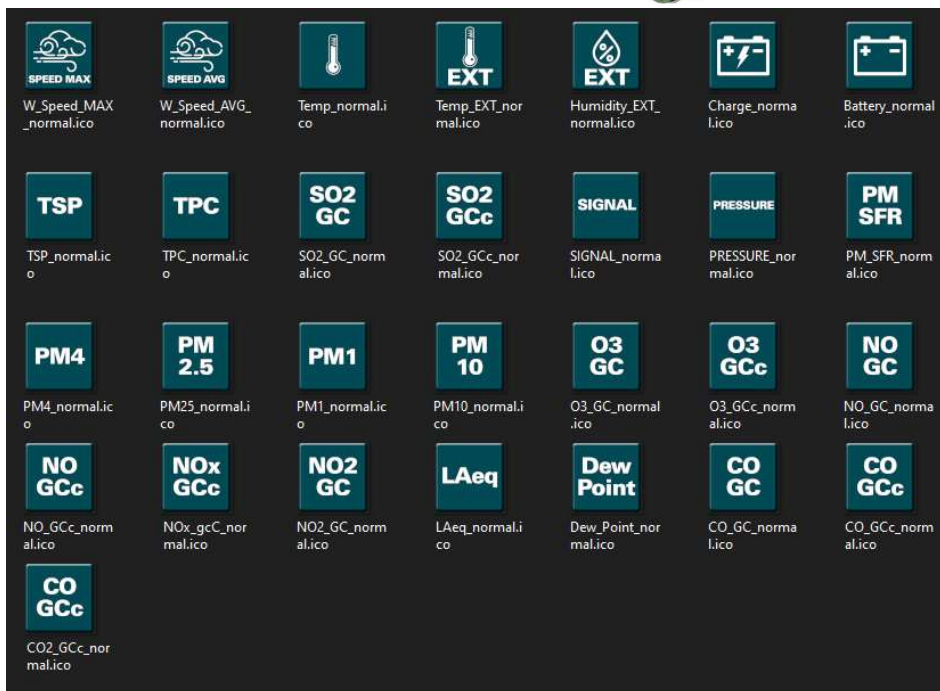 SPEED MAX
SPEED AVG
EXT
%
EXT
W_Speed_MAX
_normal.ico
W_Speed_AVG_
normal.ico
Temp_normal.i
co
Temp_EXT_nor
mal.ico
Humidity_EXT_
normal.ico
Charge_norma
l.ico
Battery_normal
.ico
TSP
TPC
SO2
GC
SO2
GCc
SIGNAL
PRESSURE
PM
SFR
TSP_normal.ic
o
TPC_normal.ic
o
SO2_GC_norm
al.ico
SO2_GCc_nor
mal.ico
SIGNAL_norma
l.ico
PRESSURE_nor
mal.ico
PM_SFR_norm
al.ico
PM4
PM
2.5
PM1
PM
10
O3
GC
O3
GCc
NO
GC
PM4_normal.ic
o
PM25_normal.i
co
PM1_normal.ic
o
PM10_normal.i
co
O3_GC_normal
.ico
O3_GCc_norm
al.ico
NO_GC_norma
l.ico
NO
GCc
NOx
GCc
NO2
GC
LAeq
Dew
Point
CO
GC
CO
GCc
NO_GCc_norm
al.ico
NOx_gcC_nor
mal.ico
NO2_GC_norm
al.ico
LAeq_normal.i
co
Dew_Point_nor
mal.ico
CO_GC_norma
l.ico
CO_GCc_norm
al.ico
CO
GCc
CO2_GCc_nor
mal.ico